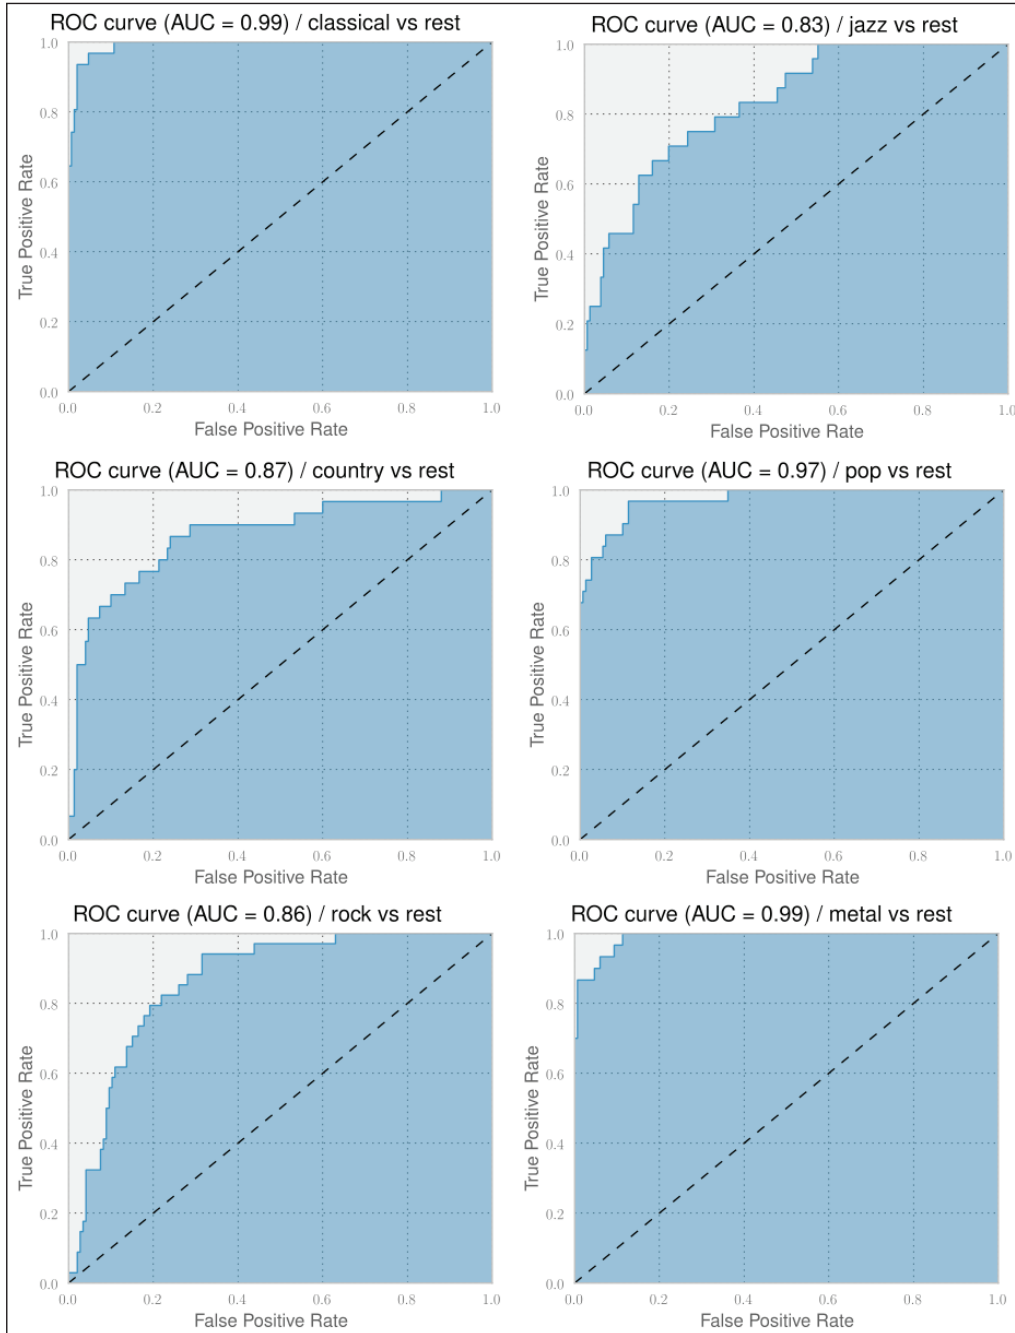 ROC curve (AUC = 0.99) / classical vs rest
1.0
0.8
0.6
0.4
0.2
0.0
True Positive Rate
0.0 0.2 0.4 0.6 0.8 1.0
False Positive Rate
ROC curve (AUC = 0.83) / jazz vs rest
1.0
0.8
0.6
0.4
0.2
0.0
True Positive Rate
0.0 0.2 0.4 0.6 0.8 1.0
False Positive Rate
ROC curve (AUC = 0.87) / country vs rest
1.0
0.8
0.6
0.4
0.2
0.0
True Positive Rate
0.0 0.2 0.4 0.6 0.8 1.0
False Positive Rate
ROC curve (AUC = 0.97) / pop vs rest
1.0
0.8
0.6
0.4
0.2
0.0
True Positive Rate
0.0 0.2 0.4 0.6 0.8 1.0
False Positive Rate
ROC curve (AUC = 0.86) / rock vs rest
1.0
0.8
0.6
0.4
0.2
0.0
True Positive Rate
0.0 0.2 0.4 0.6 0.8 1.0
False Positive Rate
ROC curve (AUC = 0.99) / metal vs rest
1.0
0.8
0.6
0.4
0.2
0.0
True Positive Rate
0.0 0.2 0.4 0.6 0.8 1.0
False Positive Rate